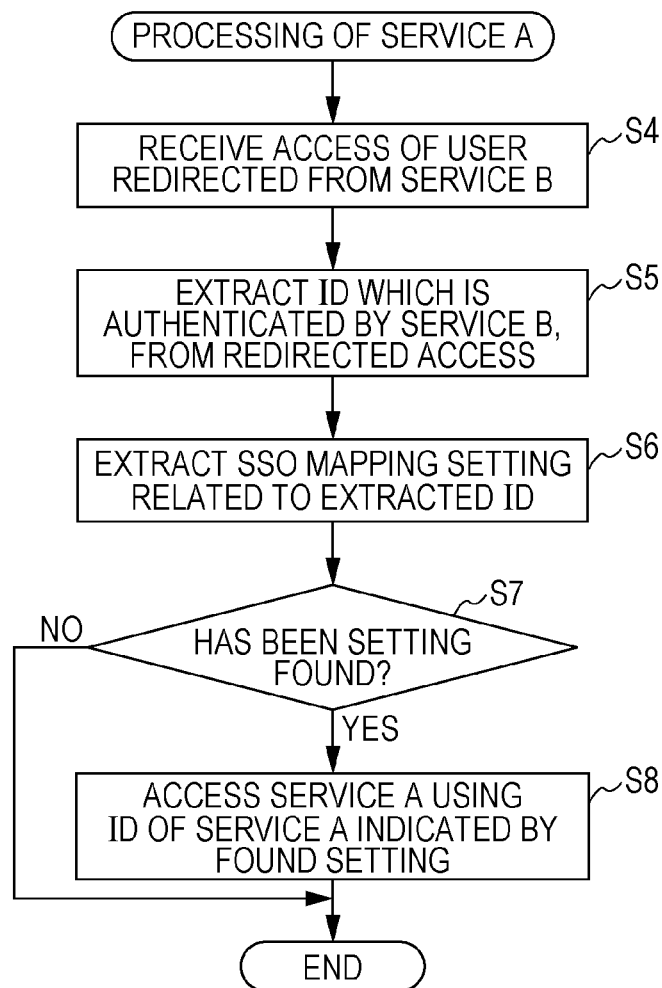 PROCESSING OF SERVICE A
S4
RECEIVE ACCESS OF USER
REDIRECTED FROM SERVICE B
S5
EXTRACT ID WHICH IS
AUTHENTICATED BY SERVICE B,
FROM REDIRECTED ACCESS
S6
EXTRACT SSO MAPPING SETTING
RELATED TO EXTRACTED ID
S7
NO
HAS BEEN SETTING
FOUND?
YES
S8
ACCESS SERVICE A USING
ID OF SERVICE A INDICATED BY
FOUND SETTING
END